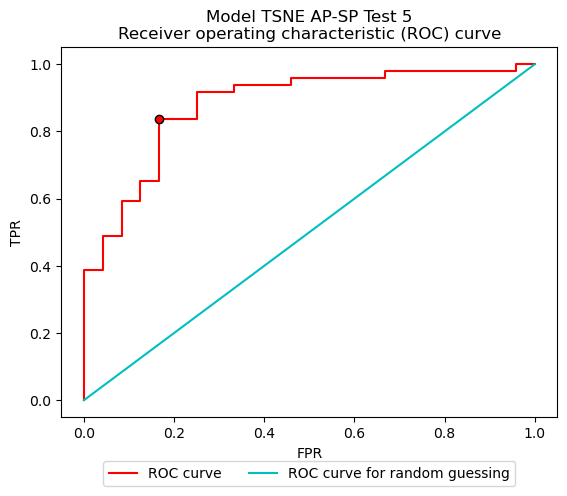 Model TSNE AP-SP Test 5
Receiver operating characteristic (ROC) curve
1.0
0.8
0.6
0.4
0.2
0.0
TPR
0.0 0.2 0.4 0.6 0.8 1.0
FPR
ROC curve ROC curve for random guessing